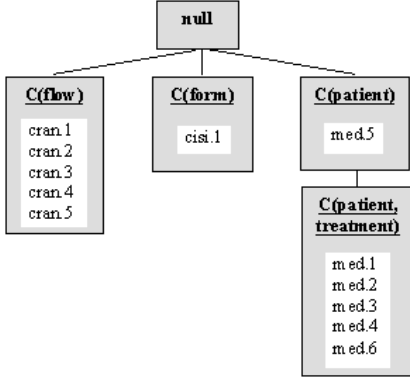 null
C(flow)
cran.1
cran.2
cran.3
cran.4
cran.5
C(form)
cisi.1
C(patient)
med.5
C(patient,
treatment)
med.1
med.2
med.3
med.4
med.6